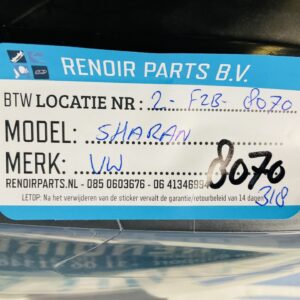 RENOIR PARTS B.V.
BTW LOCATIE NR : 2 - F2B - 8070
MODEL: SHARAN
MERK: VW 8070
RENOIRPARTS.NL - 085 0603676 - 06 41346994
318
LETOP: Na het verwijderen van de sticker vervalt de garantie/retourbeleid van 14 dagen